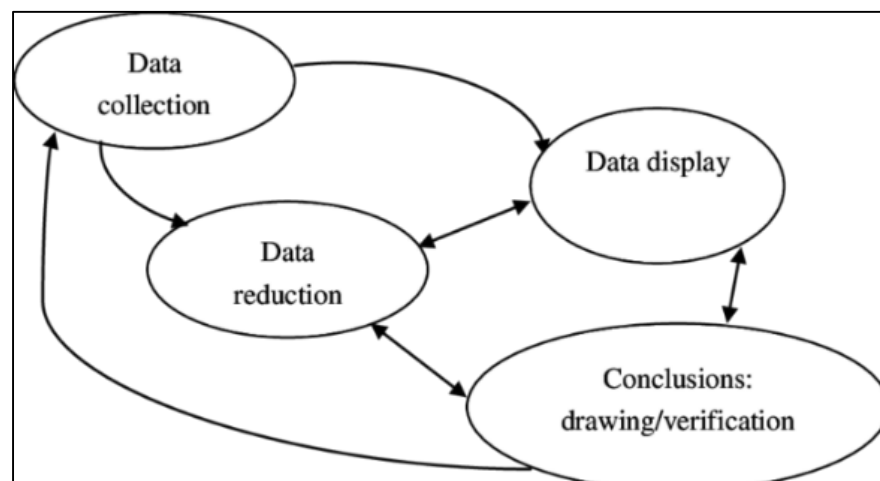 Data
collection
Data display
Data
reduction
Conclusions:
drawing/verification